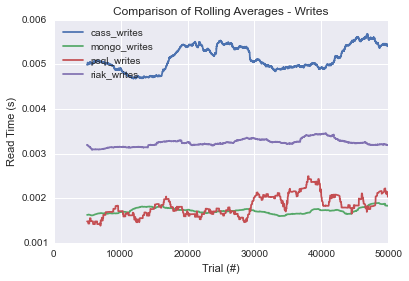 Comparison of Rolling Averages - Writes
0.006
0.005
0.004
0.003
0.002
0.001
Read Time (s)
cass_writes
mongo_writes
riak_writes
0
10000
20000
30000
40000
50000
Trial (#)